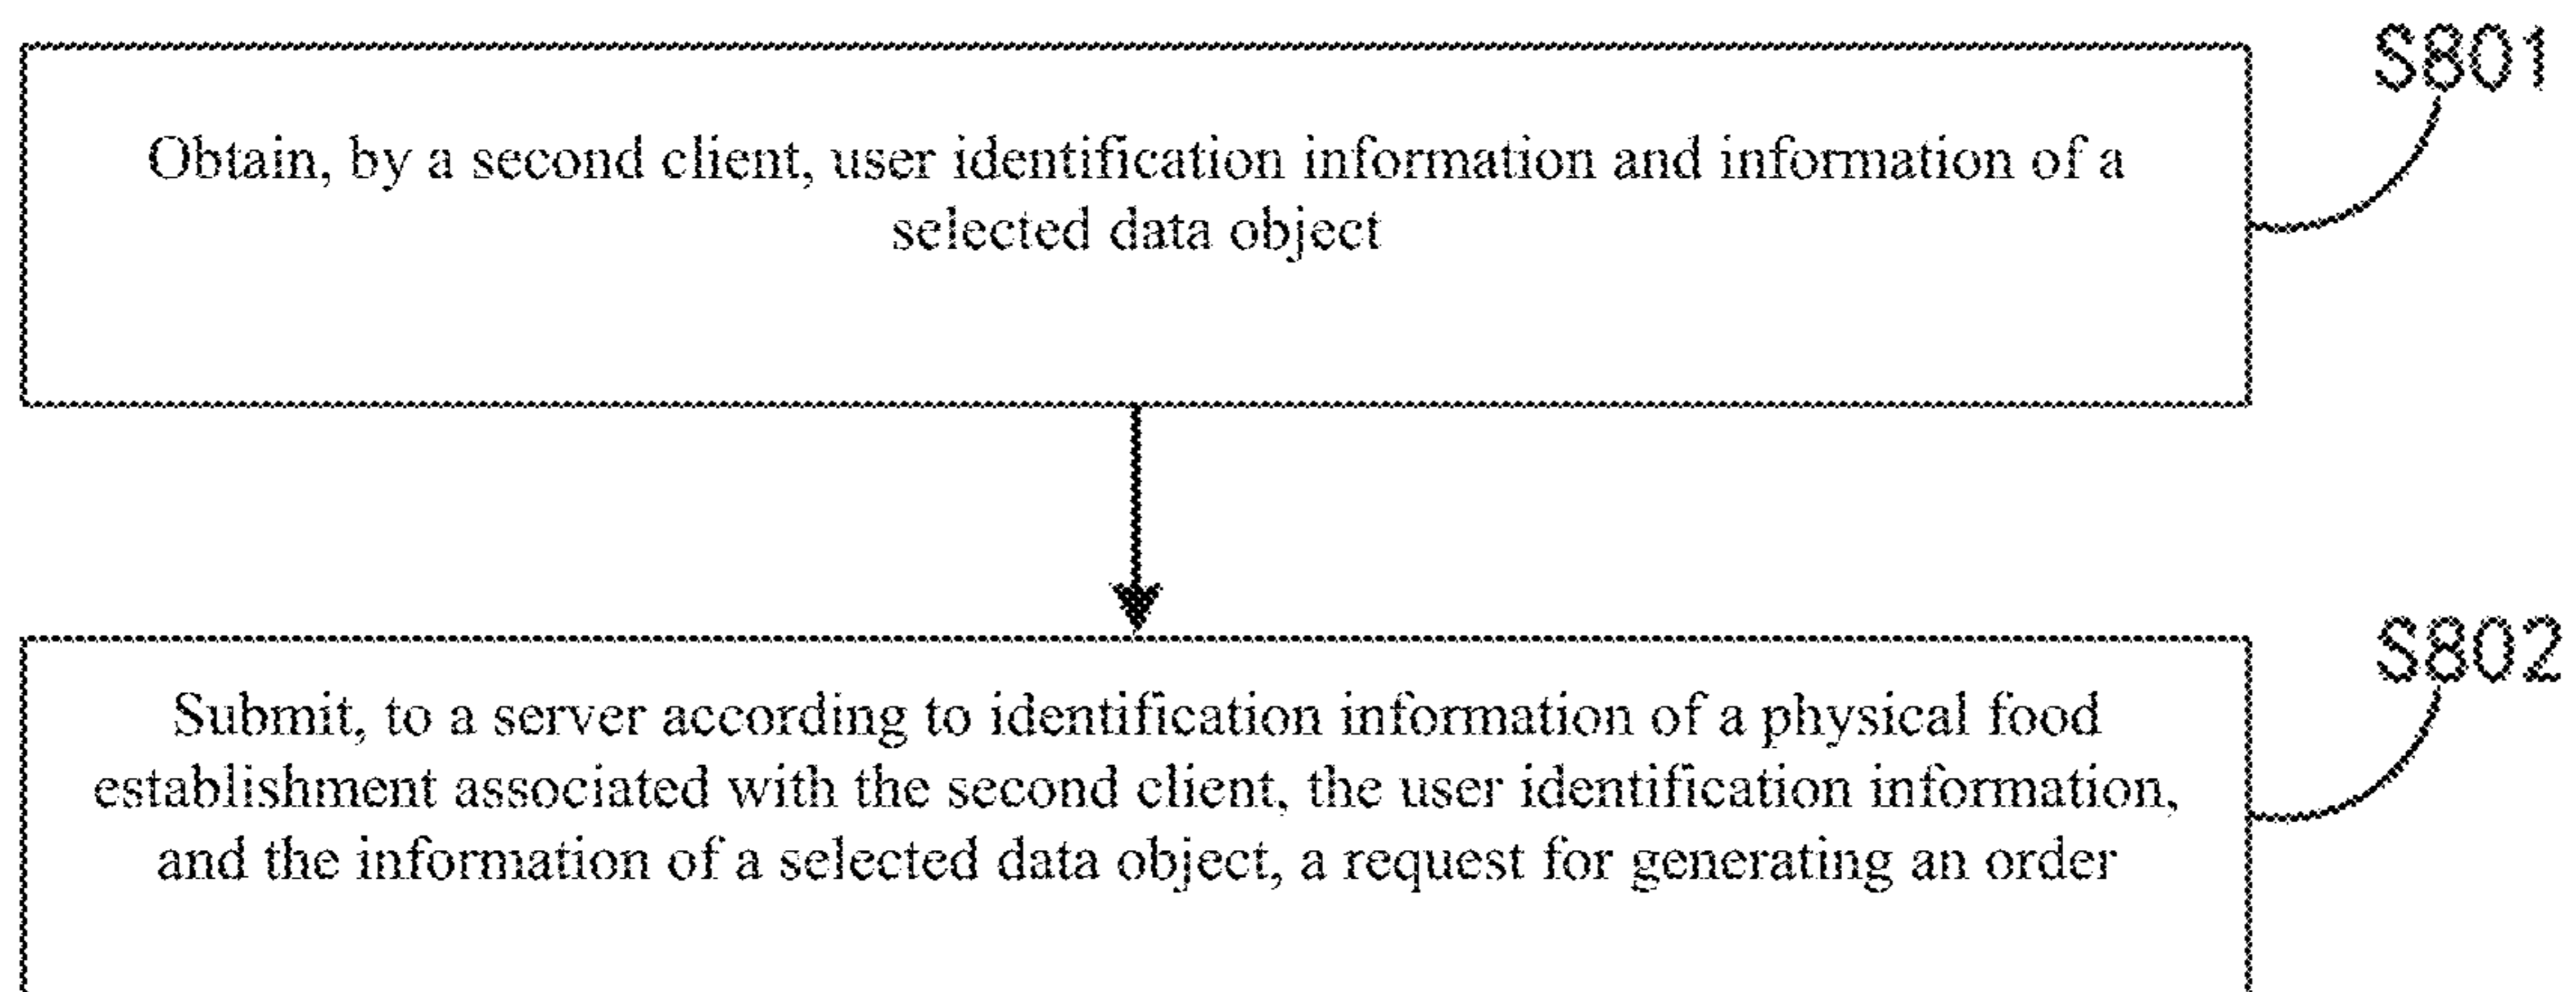 S801
Obtain, by a second client, user identification information and information of a
selected data object
S802
Submit, to a server according to identification information of a physical food
establishment associated with the second client, the user identification information,
and the information of a selected data object, a request for generating an order